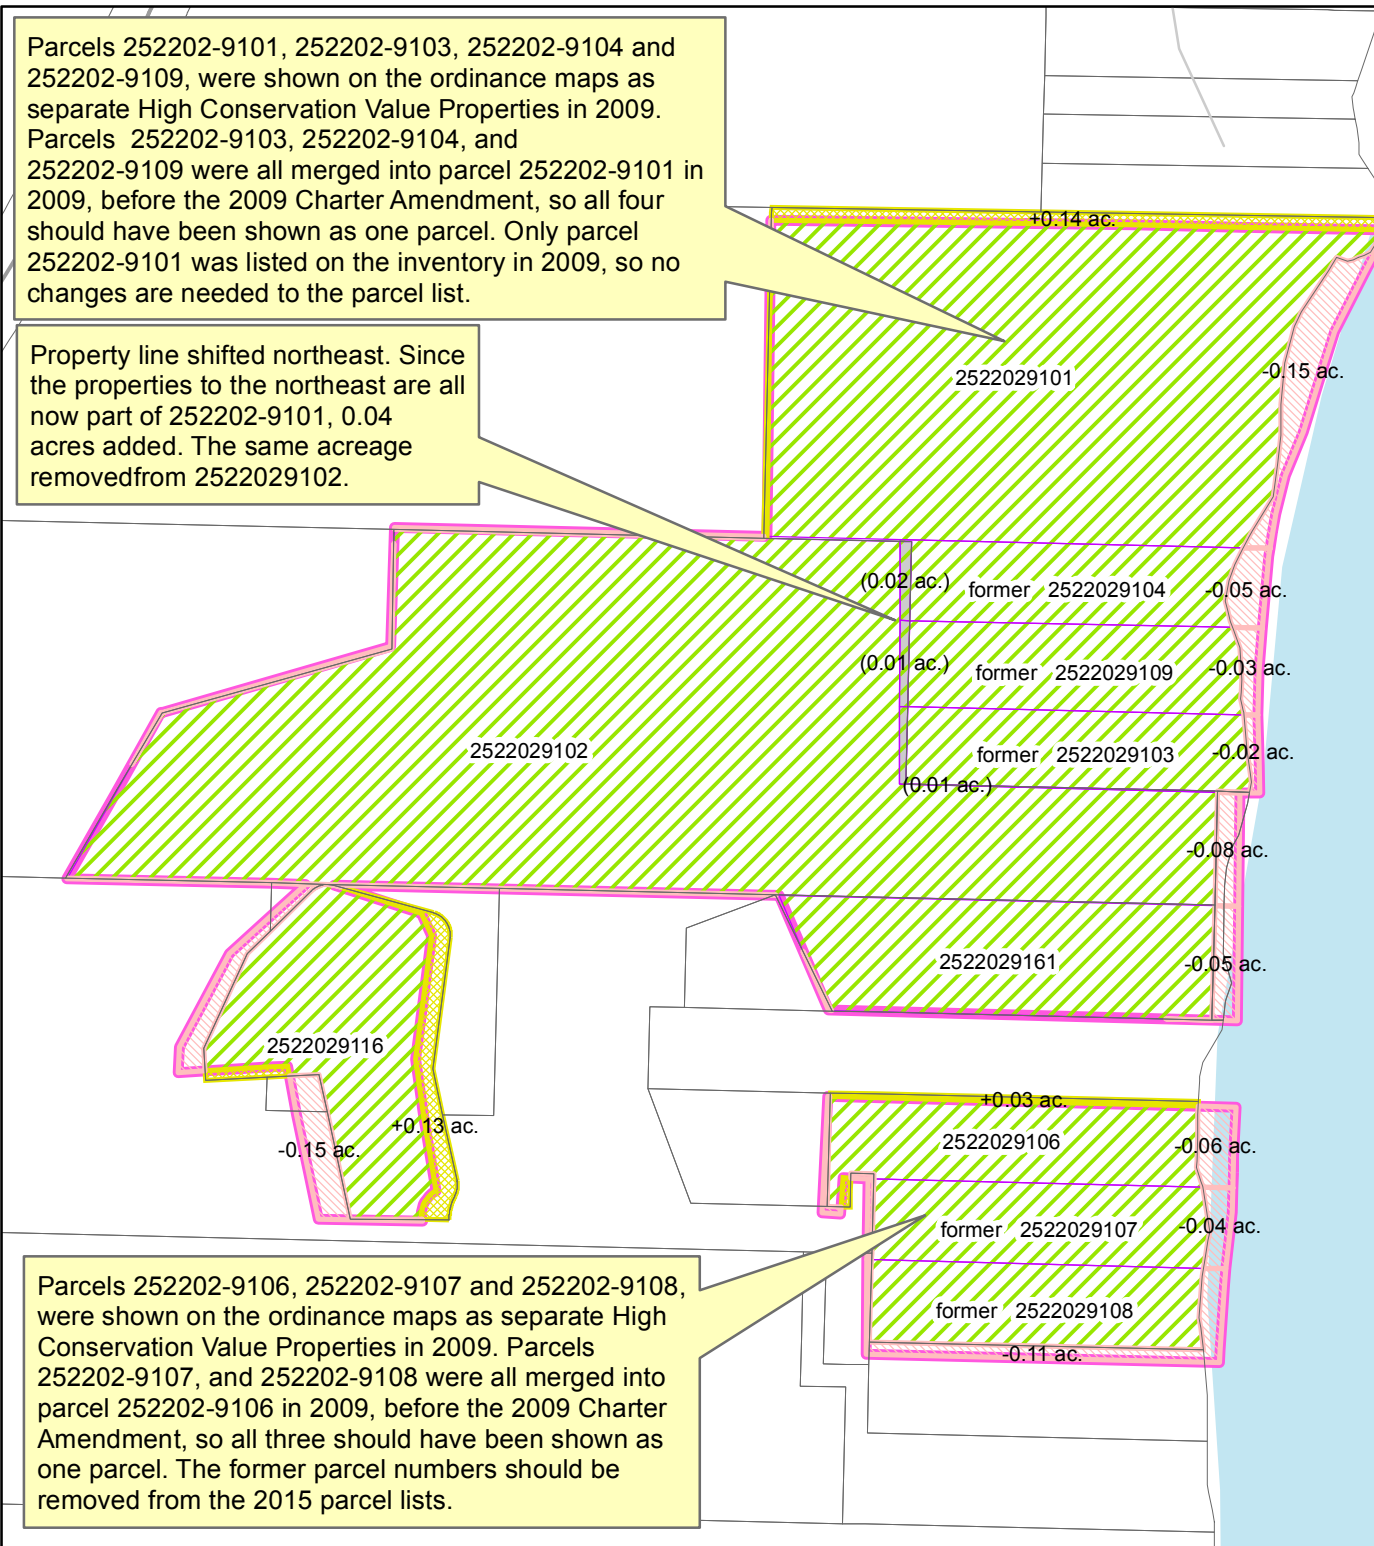 Parcels 252202-9101, 252202-9103, 252202-9104 and
252202-9109, were shown on the ordinance maps as
separate High Conservation Value Properties in 2009.
Parcels  252202-9103, 252202-9104, and
252202-9109 were all merged into parcel 252202-9101 in
2009, before the 2009 Charter Amendment, so all four
should have been shown as one parcel. Only parcel
252202-9101 was listed on the inventory in 2009, so no
changes are needed to the parcel list.
+0.14 ac.
Property line shifted northeast. Since
the properties to the northeast are all
now part of 252202-9101, 0.04
acres added. The same acreage
removedfrom 2522029102.
2522029101
-0.15 ac.
(0.02 ac.)
former 2522029104
-0.05 ac.
(0.01 ac.)
former 2522029109
-0.03 ac.
2522029102
former 2522029103
-0.02 ac.
(0.01 ac.)
-0.08 ac.
2522029161
-0.05 ac.
2522029116
+0.13 ac.
-0.15 ac.
+0.03 ac.
2522029106
-0.06 ac.
former 2522029107
-0.04 ac.
former 2522029108
-0.11 ac.
Parcels 252202-9106, 252202-9107 and 252202-9108,
were shown on the ordinance maps as separate High
Conservation Value Properties in 2009. Parcels
252202-9107, and 252202-9108 were all merged into
parcel 252202-9106 in 2009, before the 2009 Charter
Amendment, so all three should have been shown as
one parcel. The former parcel numbers should be
removed from the 2015 parcel lists.